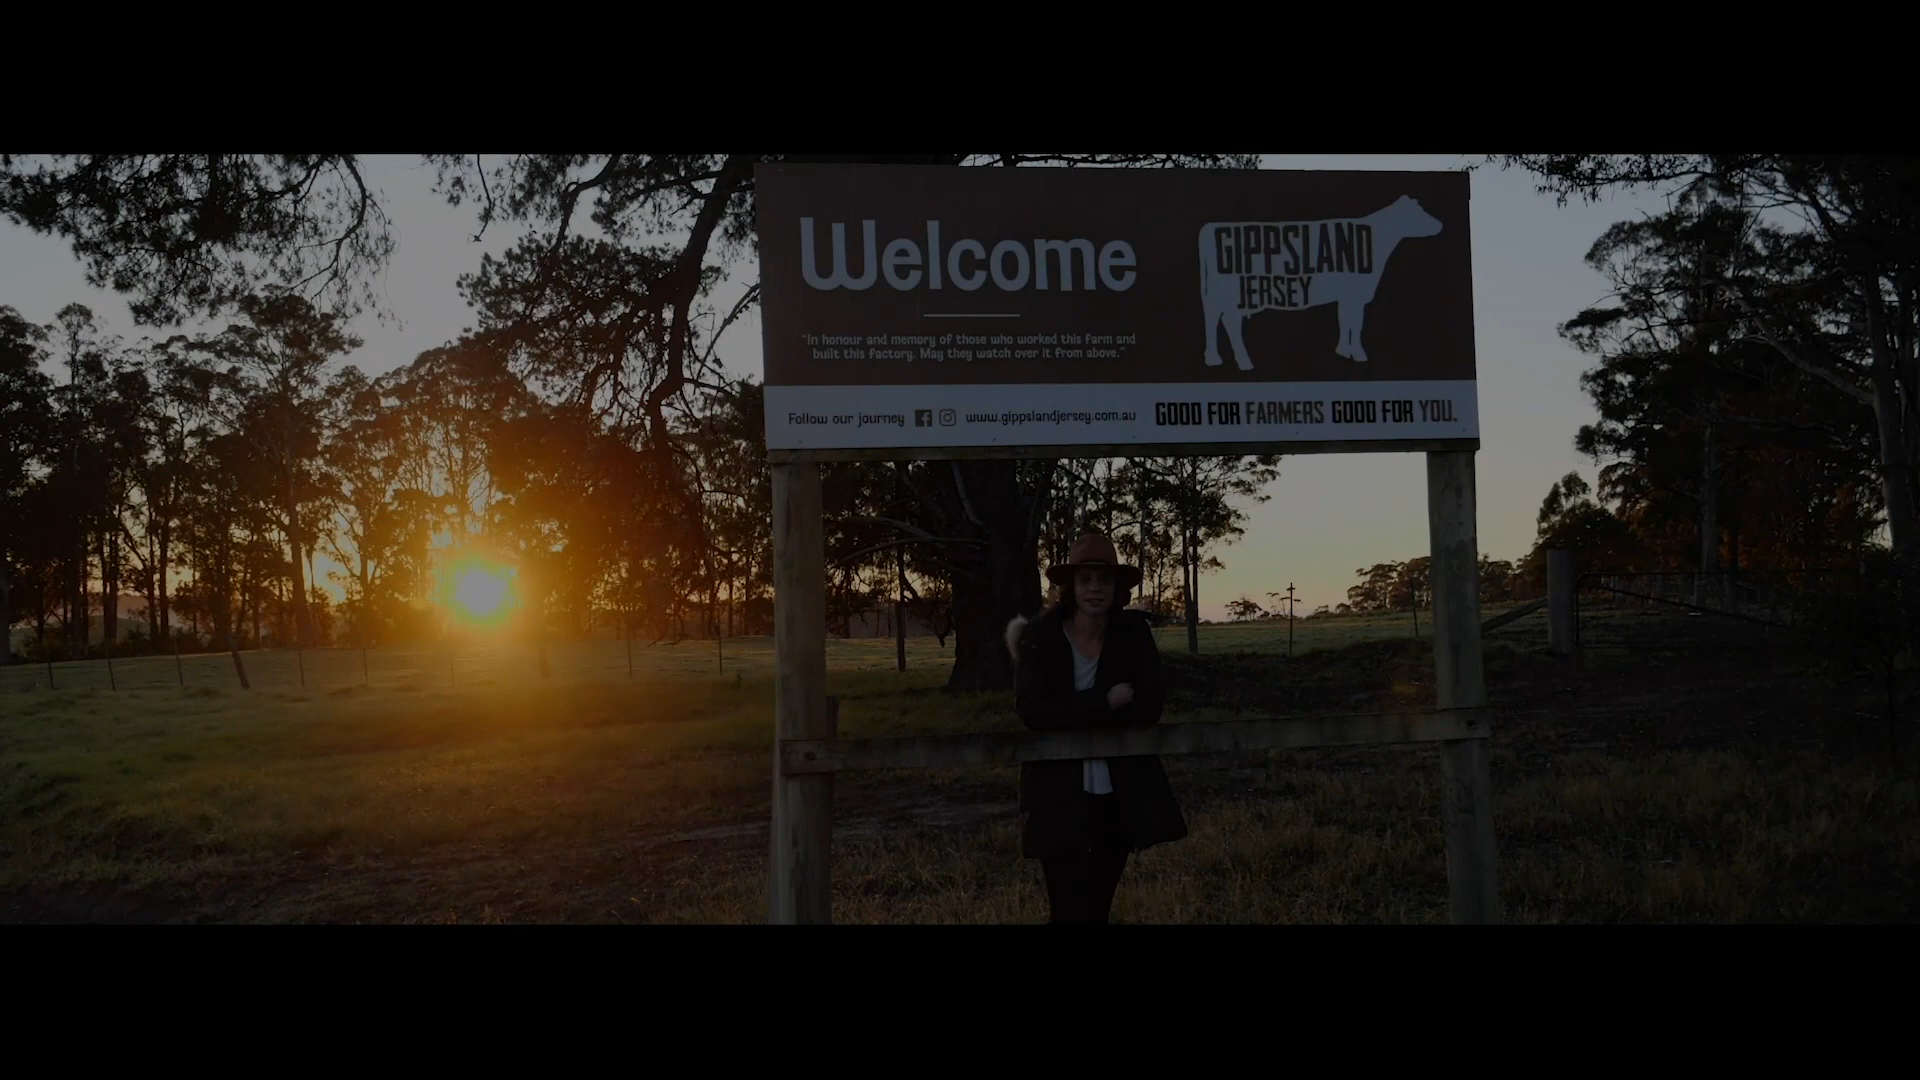 Welcome
"In honour and memory of those who worked this farm and
built this factory. May they watch over it from above."
GIPPSLAND
JERSEY
Follow our journey www.gippslandjersey.com.au
GOOD FOR FARMERS GOOD FOR YOU.